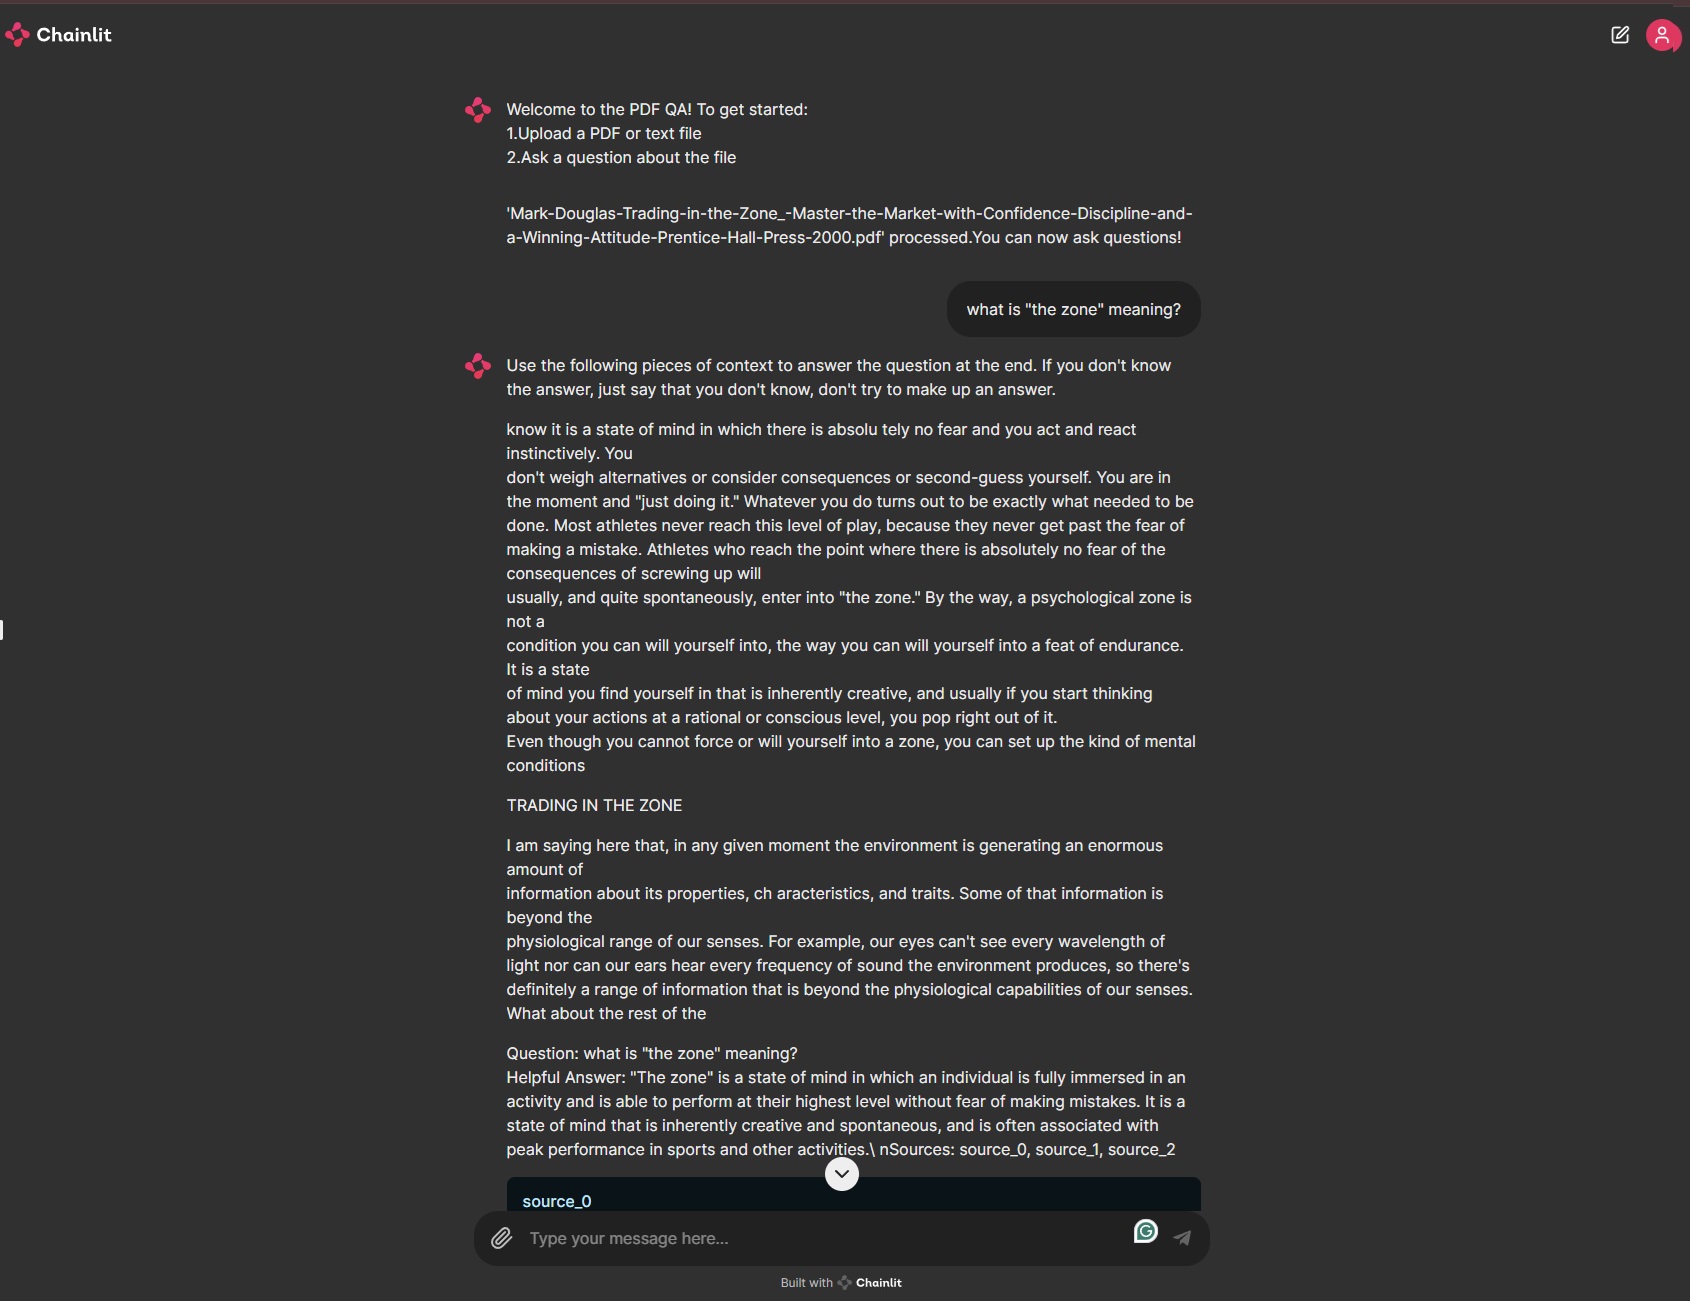 Chainlit
Welcome to the PDF QA! To get started:
1.Upload a PDF or text file
2.Ask a question about the file
'Mark-Douglas-Trading-in-the-Zone_-Master-the-Market-with-Confidence-Discipline-and-
a-Winning-Attitude-Prentice-Hall-Press-2000.pdf' processed.You can now ask questions!
what is "the zone" meaning?
Use the following pieces of context to answer the question at the end. If you don't know
the answer, just say that you don't know, don't try to make up an answer.
know it is a state of mind in which there is absolu tely no fear and you act and react
instinctively. You
don't weigh alternatives or consider consequences or second-guess yourself. You are in
the moment and "just doing it." Whatever you do turns out to be exactly what needed to be
done. Most athletes never reach this level of play, because they never get past the fear of
making a mistake. Athletes who reach the point where there is absolutely no fear of the
consequences of screwing up will
usually, and quite spontaneously, enter into "the zone." By the way, a psychological zone is
not a
condition you can will yourself into, the way you can will yourself into a feat of endurance.
It is a state
of mind you find yourself in that is inherently creative, and usually if you start thinking
about your actions at a rational or conscious level, you pop right out of it.
Even though you cannot force or will yourself into a zone, you can set up the kind of mental
conditions
TRADING IN THE ZONE
I am saying here that, in any given moment the environment is generating an enormous
amount of
information about its properties, ch aracteristics, and traits. Some of that information is
beyond the
physiological range of our senses. For example, our eyes can't see every wavelength of
light nor can our ears hear every frequency of sound the environment produces, so there's
definitely a range of information that is beyond the physiological capabilities of our senses.
What about the rest of the
Question: what is "the zone" meaning?
Helpful Answer: "The zone" is a state of mind in which an individual is fully immersed in an
activity and is able to perform at their highest level without fear of making mistakes. It is a
state of mind that is inherently creative and spontaneous, and is often associated with
peak performance in sports and other activities.\ nSources: source_0, source_1, source_2
source_0
Type your message here...
Built with Chainlit